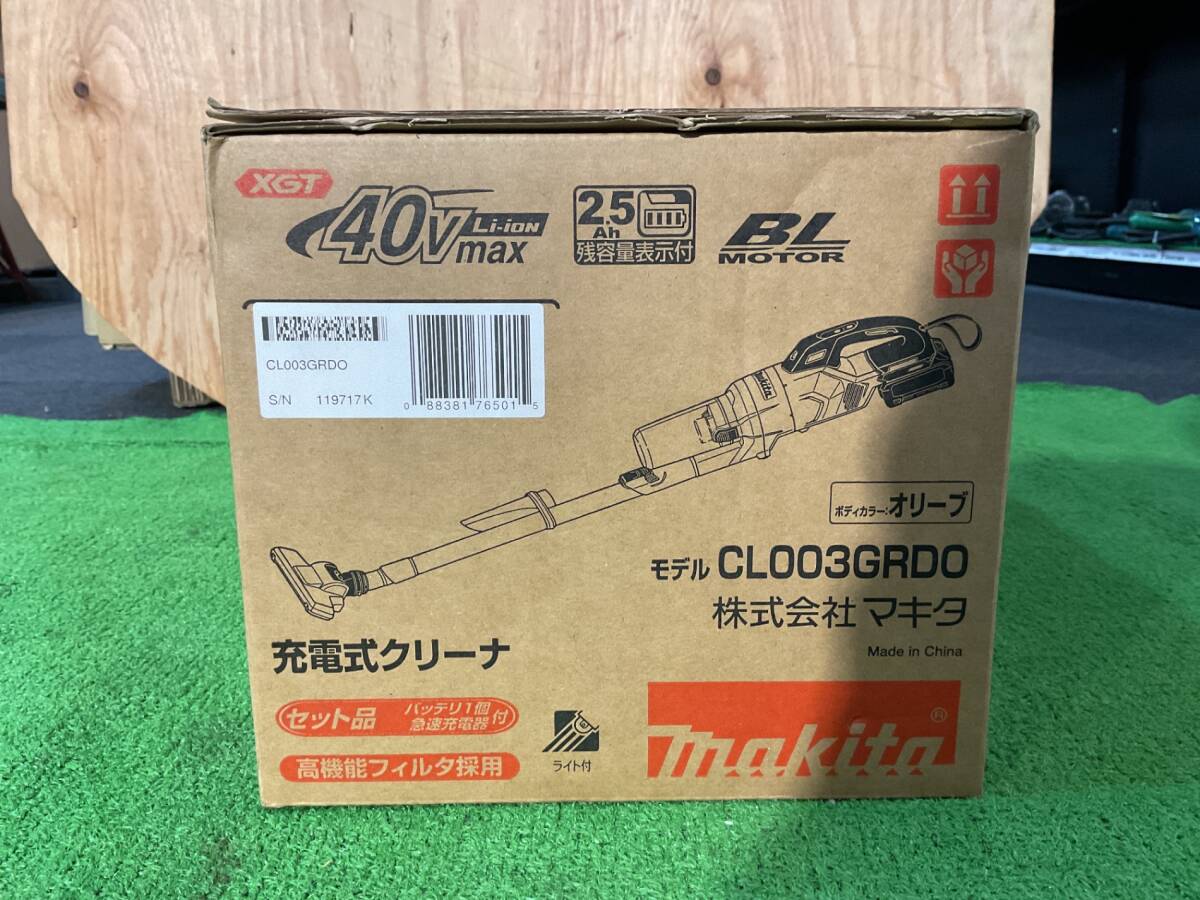 XGT
40Vmax Li-ion
2.5Ah
残容量表示付
BL MOTOR
CL003GRDO
S/N 119717K
0 88381 76501 5
makita
ボディカラー:オリーブ
モデル CL003GRDO
株式会社 マキタ
Made in China
充電式クリーナ
セット品 バッテリ1個 急速充電器 付
高機能フィルタ採用
ライト付
makita®